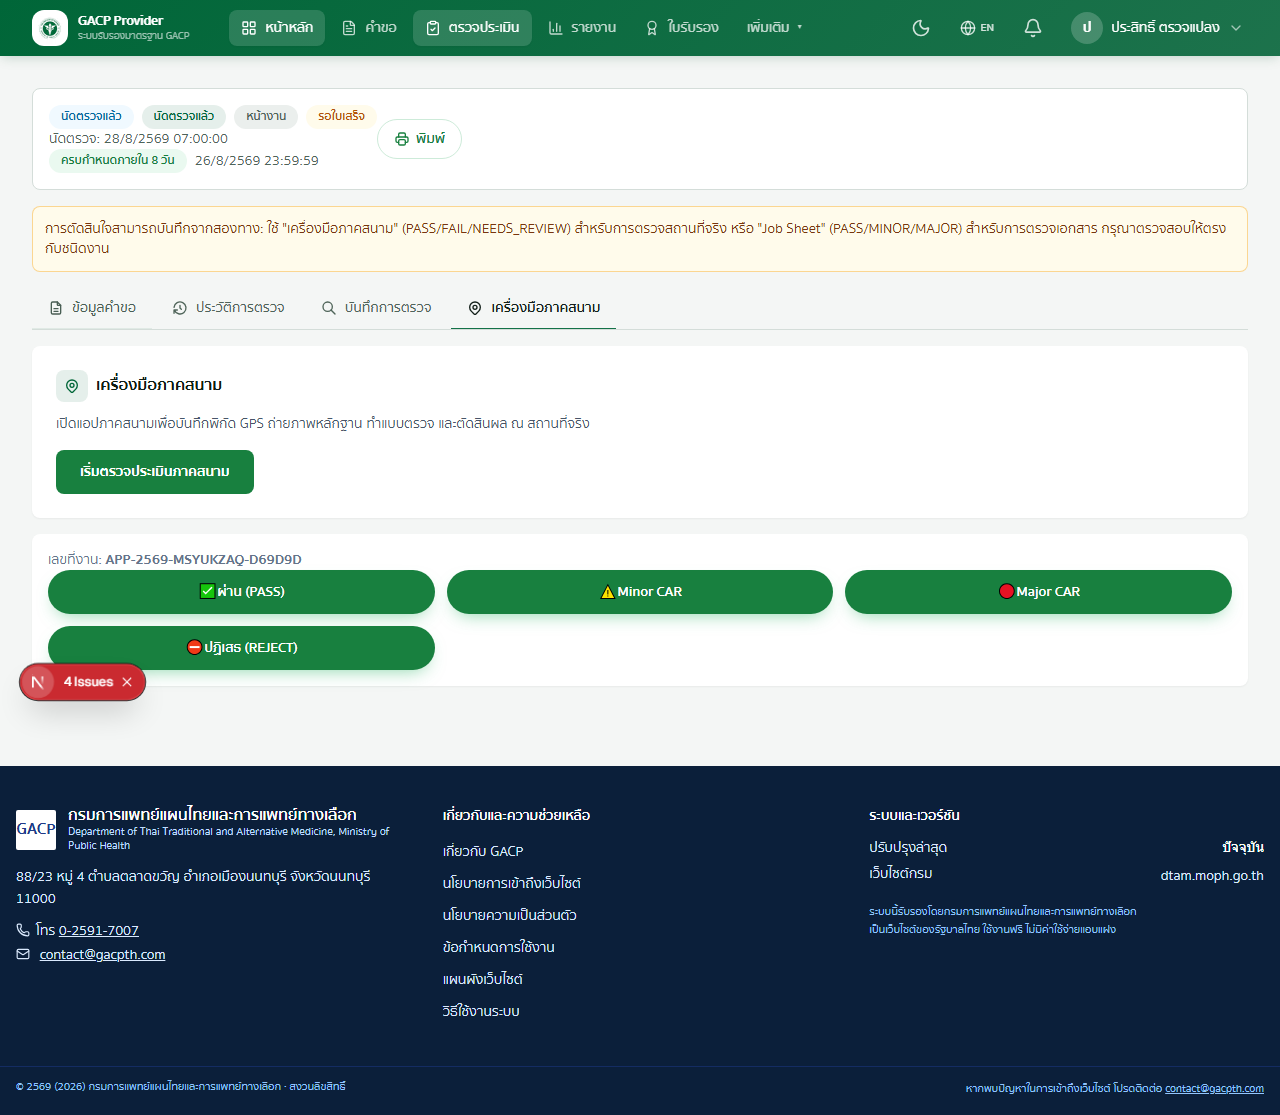 GACP Provider
ระบบรับรองมาตรฐาน GACP
หน้าหลัก
คำขอ
ตรวจประเมิน
รายงาน
ใบรับรอง
เพิ่มเติม
EN
ป
ประสิทธิ์ ตรวจแปลง
นัดตรวจแล้ว
นัดตรวจแล้ว
หน้างาน
รอใบเสร็จ
นัดตรวจ: 28/8/2569 07:00:00
ครบกำหนดภายใน 8 วัน
26/8/2569 23:59:59
พิมพ์
การตัดสินใจสามารถบันทึกจากสองทาง: ใช้ "เครื่องมือภาคสนาม" (PASS/FAIL/NEEDS_REVIEW) สำหรับการตรวจสถานที่จริง หรือ "Job Sheet" (PASS/MINOR/MAJOR) สำหรับการตรวจเอกสาร กรุณาตรวจสอบให้ตรง
กับชนิดงาน
ข้อมูลคำขอ
ประวัติการตรวจ
บันทึกการตรวจ
เครื่องมือภาคสนาม
เครื่องมือภาคสนาม
เปิดแอปภาคสนามเพื่อบันทึกพิกัด GPS ถ่ายภาพหลักฐาน ทำแบบตรวจ และตัดสินผล ณ สถานที่จริง
เริ่มตรวจประเมินภาคสนาม
เลขที่งาน: APP-2569-MSYUKZAQ-D69D9D
ผ่าน (PASS)
Minor CAR
Major CAR
ปฏิเสธ (REJECT)
4 Issues
GACP
กรมการแพทย์แผนไทยและการแพทย์ทางเลือก
Department of Thai Traditional and Alternative Medicine, Ministry of
Public Health
88/23 หมู่ 4 ตำบลตลาดขวัญ อำเภอเมืองนนทบุรี จังหวัดนนทบุรี
11000
โทร 0-2591-7007
contact@gacpth.com
เกี่ยวกับและความช่วยเหลือ
เกี่ยวกับ GACP
นโยบายการเข้าถึงเว็บไซต์
นโยบายความเป็นส่วนตัว
ข้อกำหนดการใช้งาน
แผนผังเว็บไซต์
วิธีใช้งานระบบ
ระบบและเวอร์ชัน
ปรับปรุงล่าสุด
ปัจจุบัน
เว็บไซต์กรม
dtam.moph.go.th
ระบบนี้รับรองโดยกรมการแพทย์แผนไทยและการแพทย์ทางเลือก
เป็นเว็บไซต์ของรัฐบาลไทย ใช้งานฟรี ไม่มีค่าใช้จ่ายแอบแฝง
© 2569 (2026) กรมการแพทย์แผนไทยและการแพทย์ทางเลือก · สงวนลิขสิทธิ์
หากพบปัญหาในการเข้าถึงเว็บไซต์ โปรดติดต่อ contact@gacpth.com